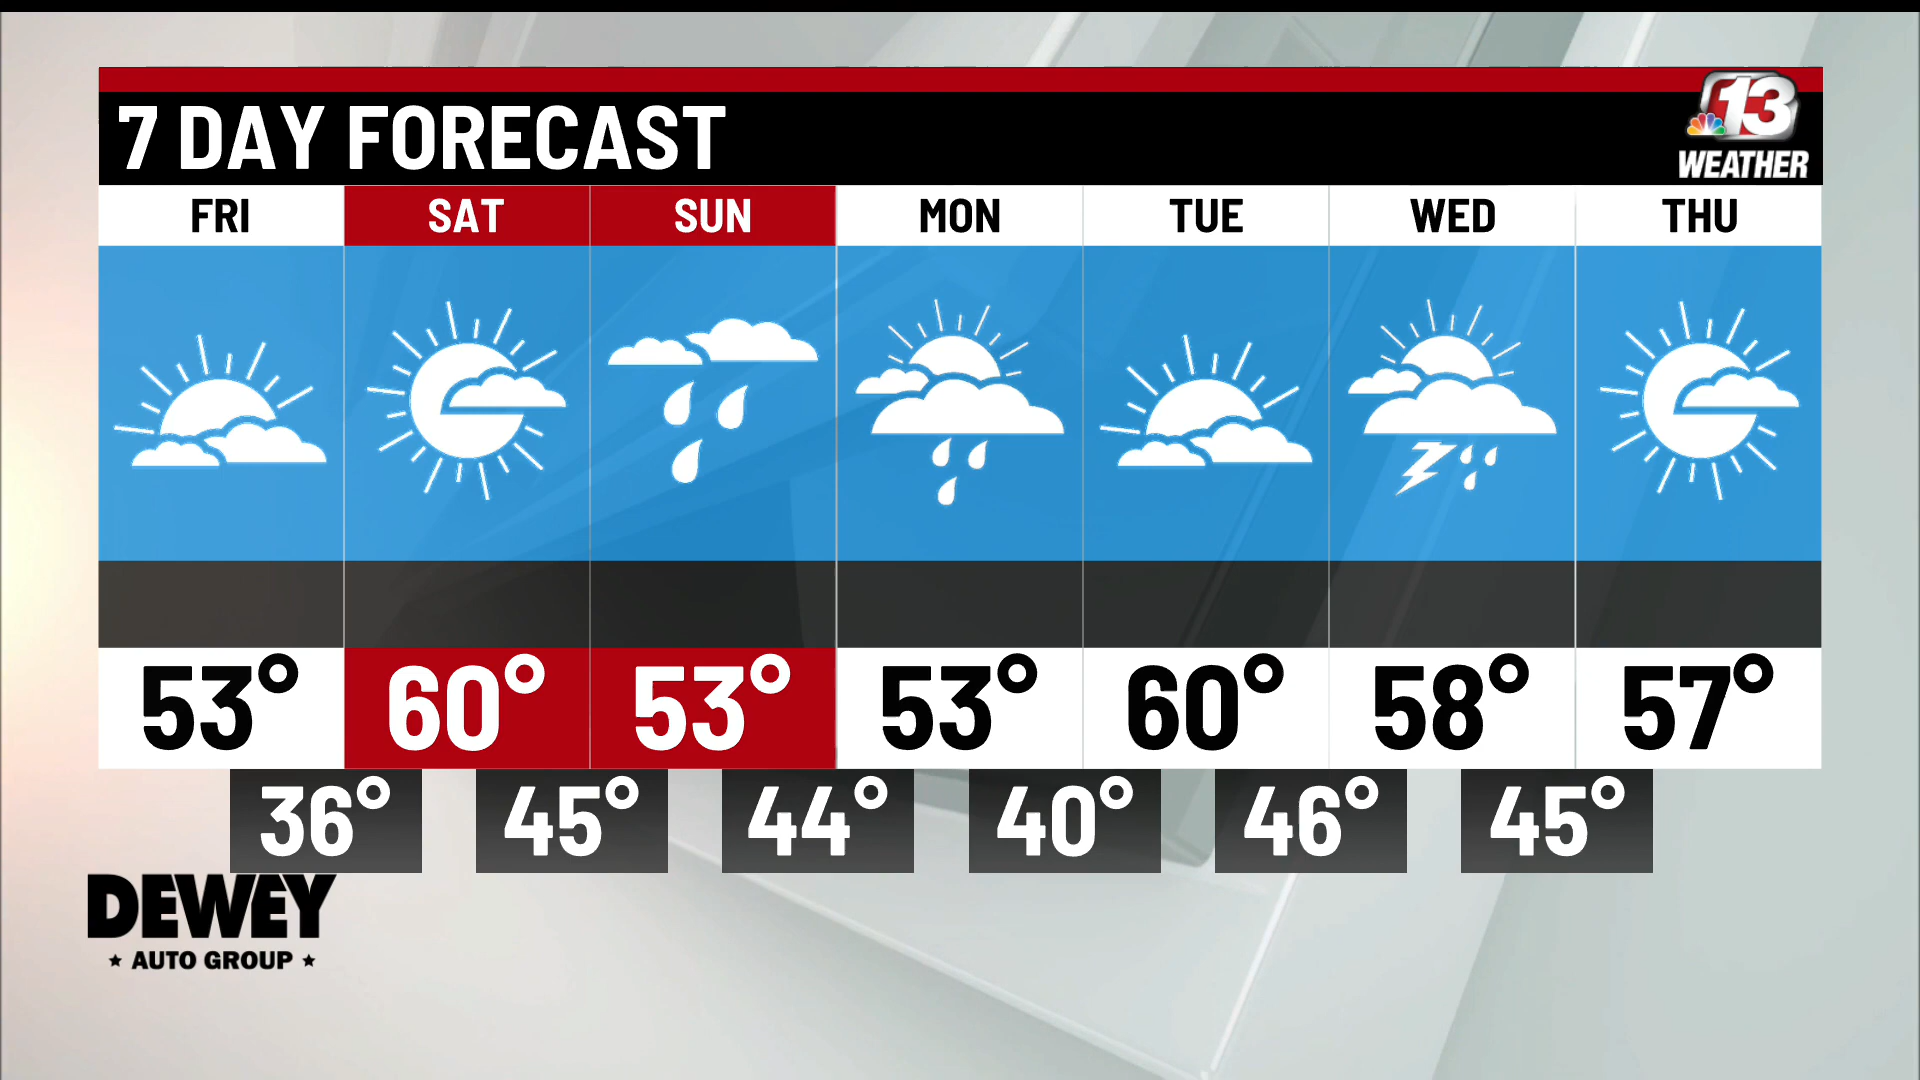 7 DAY FORECAST
13
WEATHER
FRI SAT SUN MON TUE WED THU
53° 60° 53° 53° 60° 58° 57°
36° 45° 44° 40° 46° 45°
DEWEY
★ AUTO GROUP ★